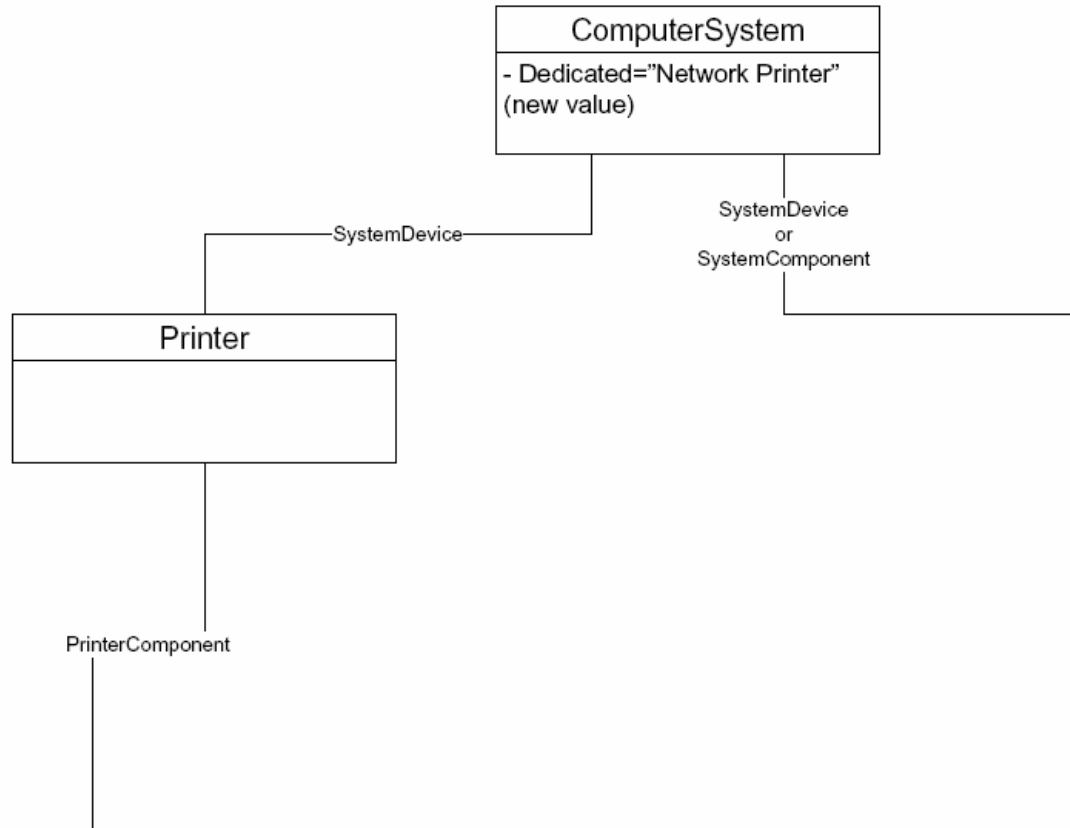 ComputerSystem
- Dedicated=”Network Printer”
(new value)
SystemDevice
SystemDevice
or
SystemComponent
Printer
PrinterComponent